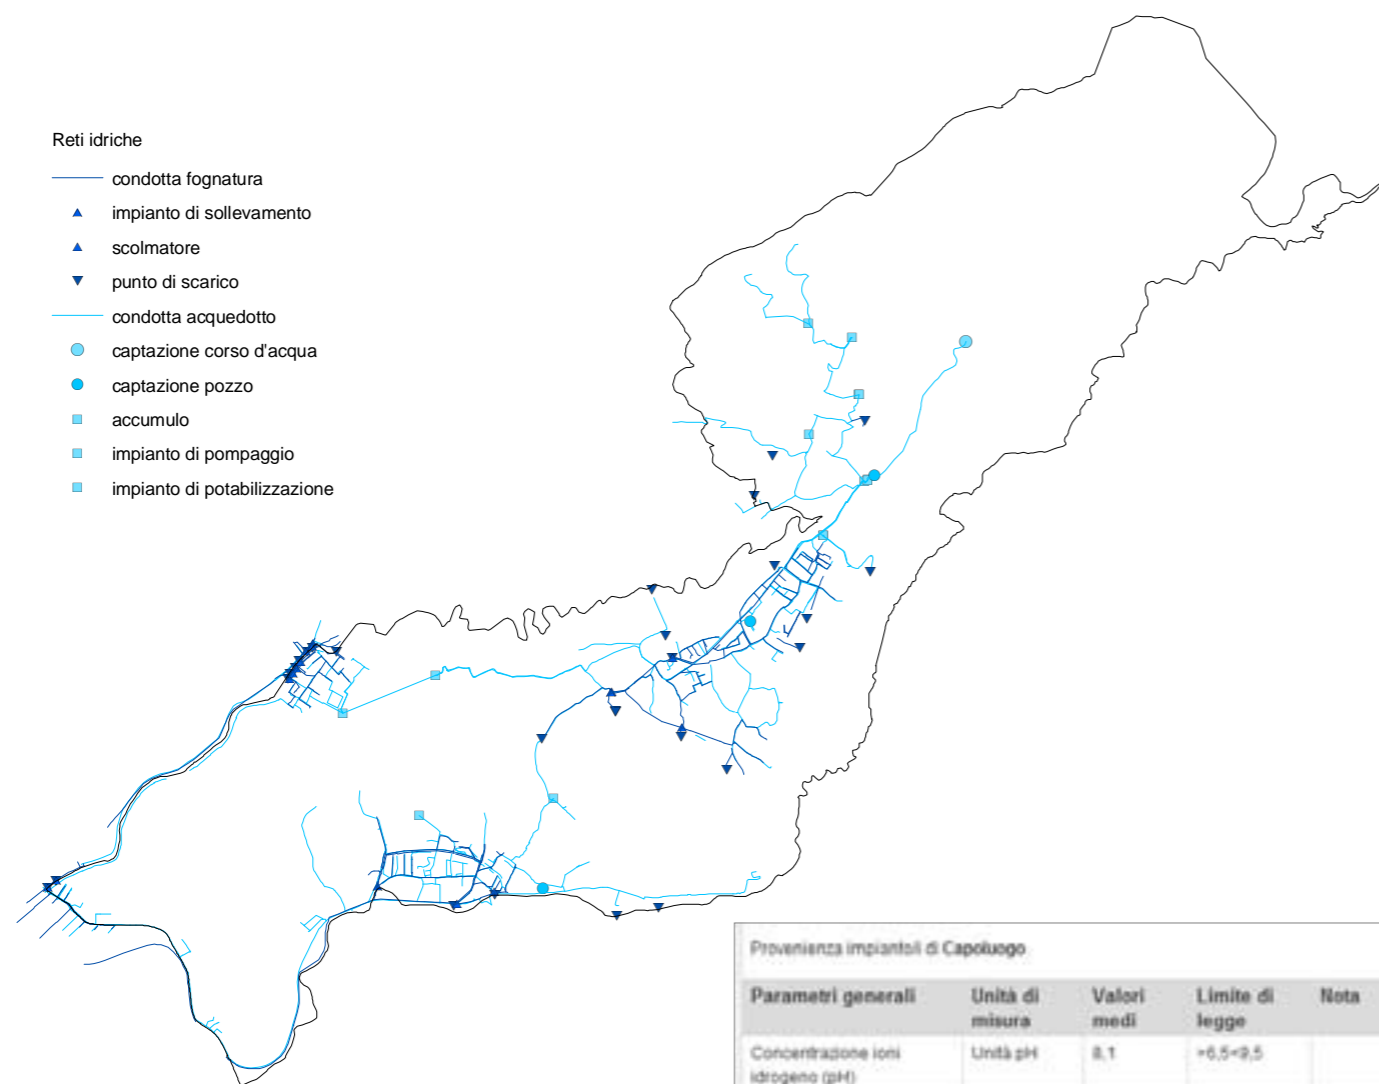 Reti idriche
condotta fognatura
impianto di sollevamento
scolmatore
punto di scarico
condotta acquedotto
captazione corso d'acqua
captazione pozzo
accumulo
impianto di pompaggio
impianto di potabilizzazione
Provenienza impianto/i di Capoluogo
Parametri generali Unità di misura Valori medi Limite di legge Nota
Concentrazione ioni idrogeno (pH) Unità pH 8,1 >6,5<9,5